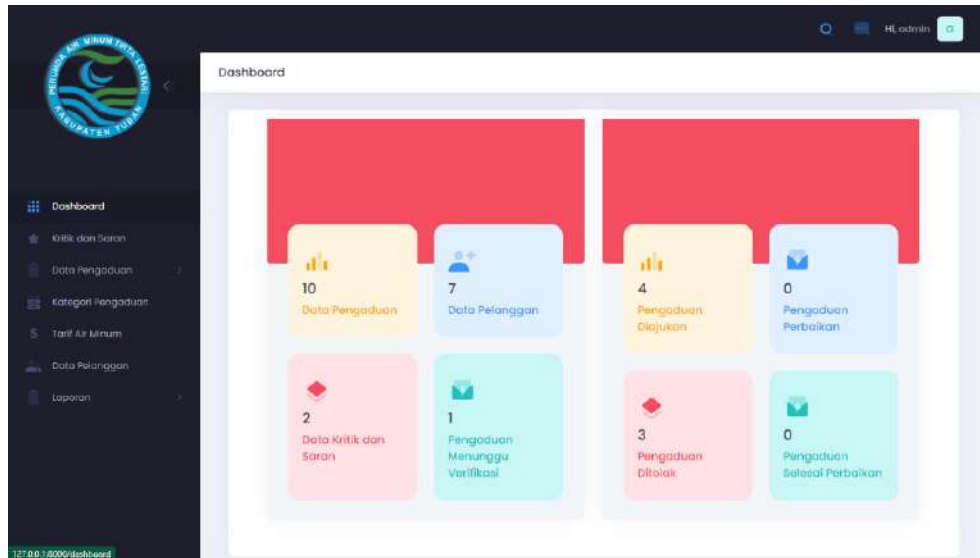 PERUMDA AIR MINUM TIRTA LESTARI
KABUPATEN TUBAN
Hi, admin
a
Dashboard
Dashboard
Kritik dan Saran
Data Pengaduan
Kategori Pengaduan
Tarif Air Minum
Data Pelanggan
Laporan
10
Data Pengaduan
7
Data Pelanggan
2
Data Kritik dan
Saran
1
Pengaduan
Menunggu
Verifikasi
4
Pengaduan
Diajukan
0
Pengaduan
Perbaikan
3
Pengaduan
Ditolak
0
Pengaduan
Selesai Perbaikan
127.0.0.1:8000/dashboard